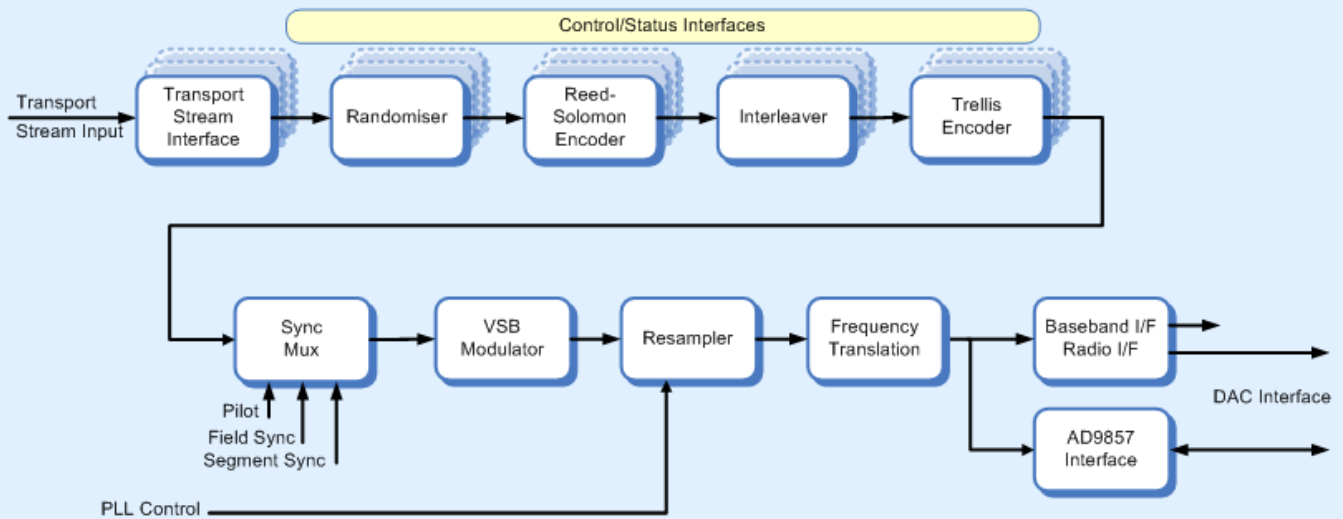 Control/Status Interfaces
Transport
Stream Input
Transport
Stream
Interface
Randomiser
Reed-
Solomon
Encoder
Interleaver
Trellis
Encoder
Sync
Mux
VSB
Modulator
Resampler
Frequency
Translation
Baseband I/F
Radio I/F
DAC Interface
Pilot
Field Sync
Segment Sync
AD9857
Interface
PLL Control